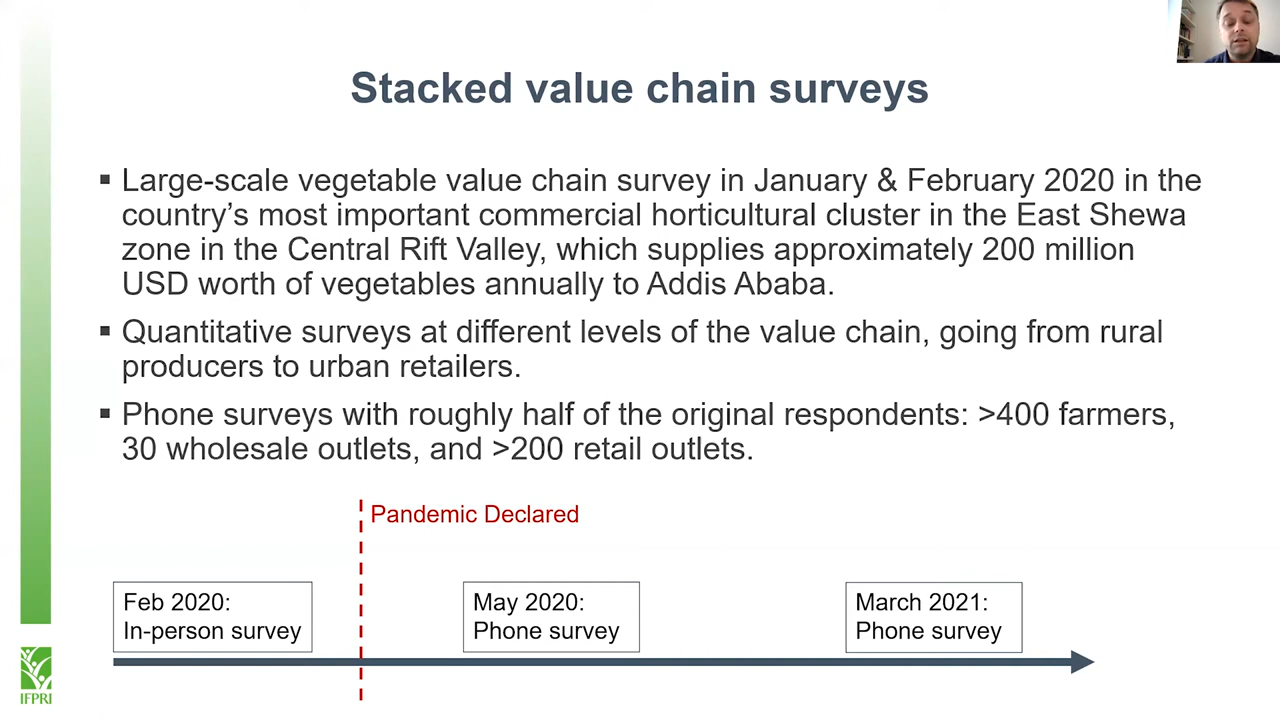 Stacked value chain surveys
▪ Large-scale vegetable value chain survey in January & February 2020 in the
country’s most important commercial horticultural cluster in the East Shewa
zone in the Central Rift Valley, which supplies approximately 200 million
USD worth of vegetables annually to Addis Ababa.
▪ Quantitative surveys at different levels of the value chain, going from rural
producers to urban retailers.
▪ Phone surveys with roughly half of the original respondents: >400 farmers,
30 wholesale outlets, and >200 retail outlets.
Pandemic Declared
Feb 2020:
In-person survey
May 2020:
Phone survey
March 2021:
Phone survey
IFPRI